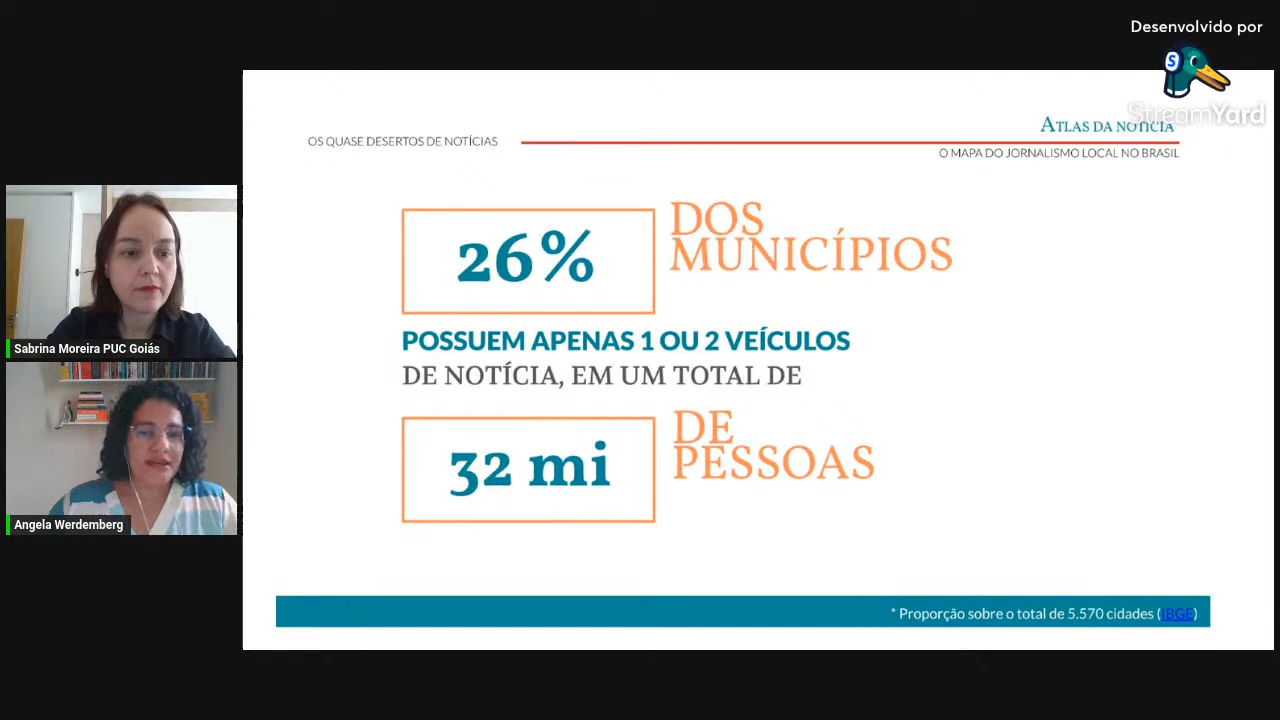 Desenvolvido por
S
StreamYard
ATLAS DA NOTÍCIA
OS QUASE DESERTOS DE NOTÍCIAS
O MAPA DO JORNALISMO LOCAL NO BRASIL
26%
DOS
MUNICÍPIOS
POSSUEM APENAS 1 OU 2 VEÍCULOS
DE NOTÍCIA, EM UM TOTAL DE
32 mi
DE
PESSOAS
* Proporção sobre o total de 5.570 cidades (IBGE)
Sabrina Moreira PUC Goiás
Angela Werdemberg